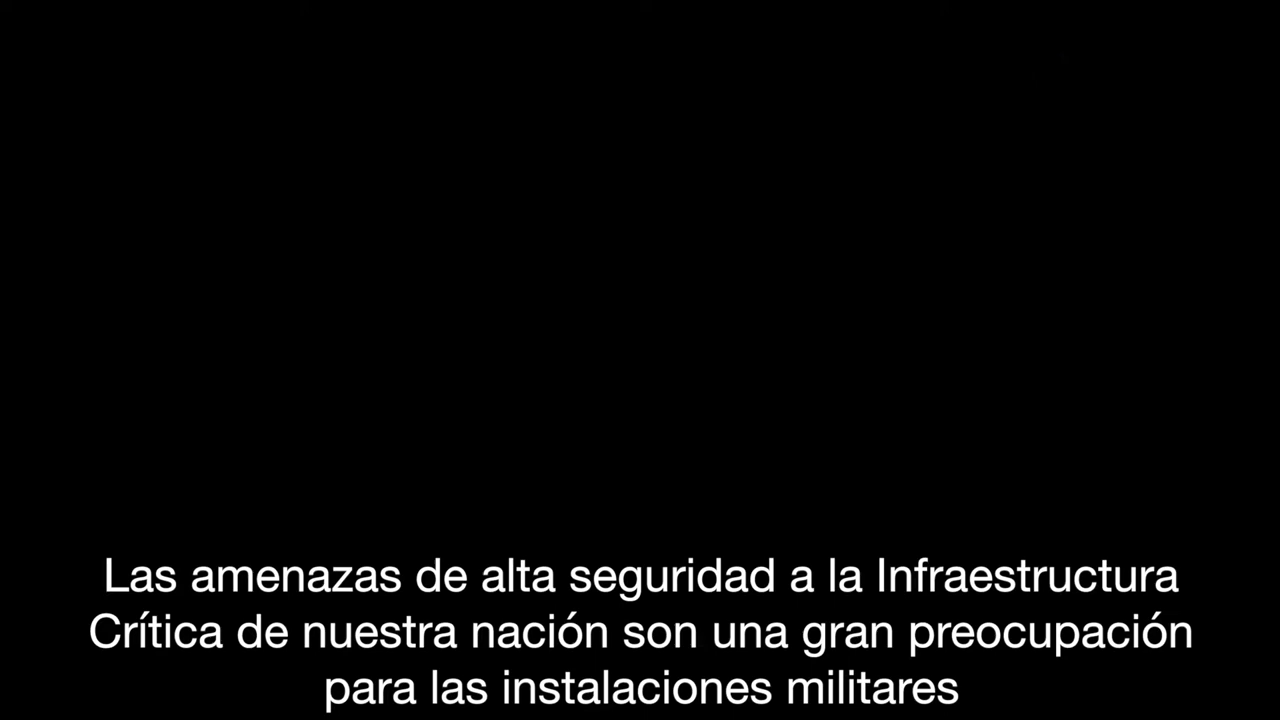 Las amenazas de alta seguridad a la Infraestructura
Crítica de nuestra nación son una gran preocupación
para las instalaciones militares